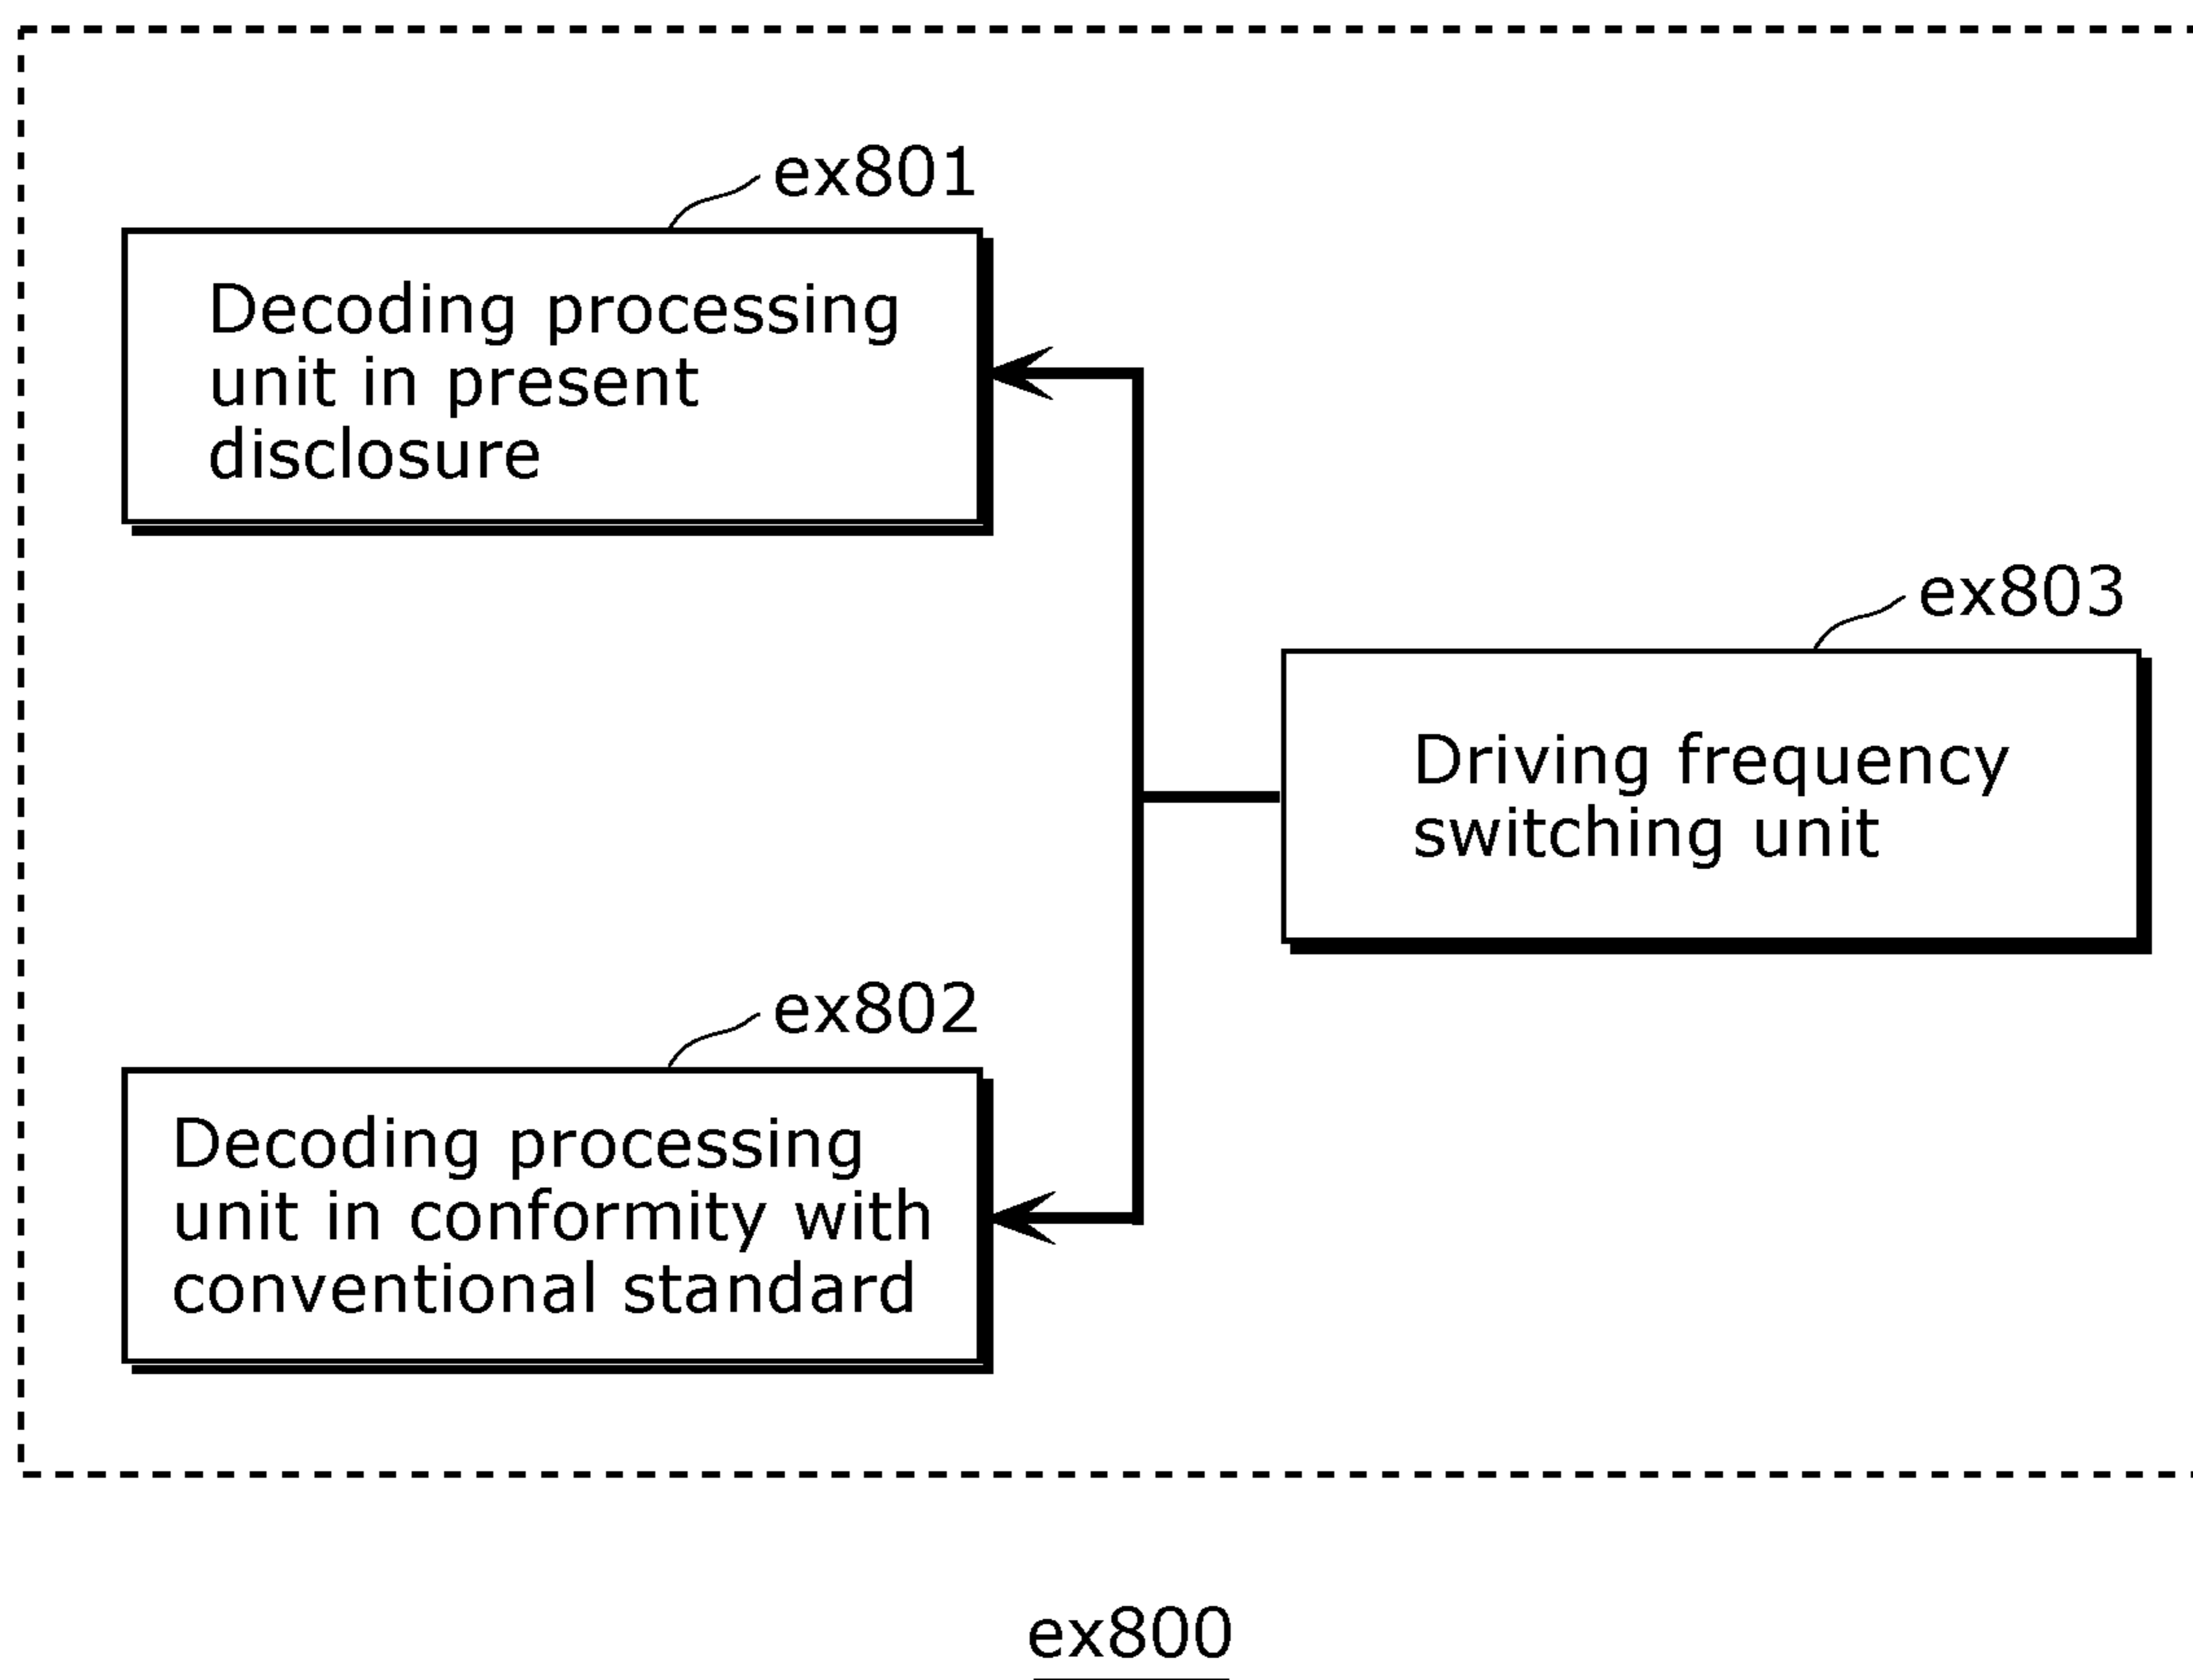 ex801
Decoding processing
unit in present
disclosure
ex803
Driving frequency
switching unit
ex802
Decoding processing
unit in conformity with
conventional standard
ex800